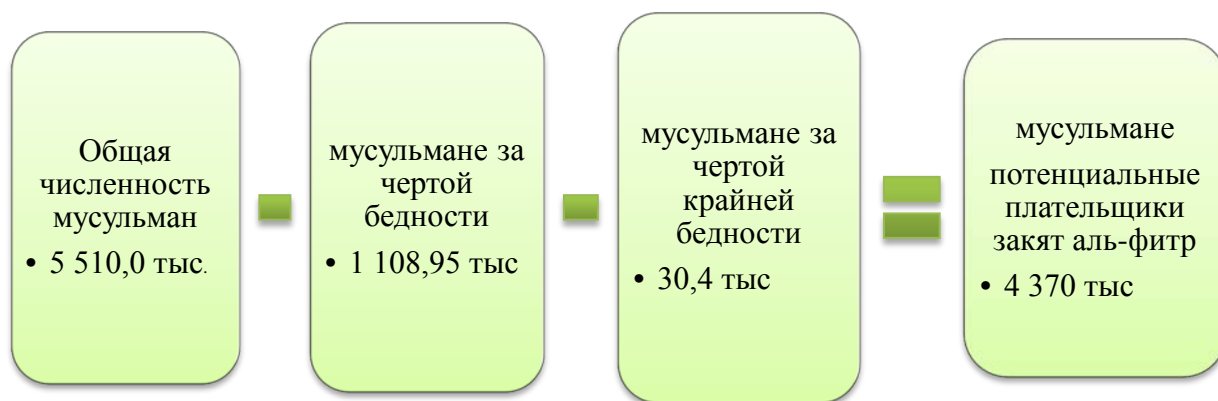 Общая
численность
мусульман
• 5 510,0 тыс.
мусульмане за
чертой
бедности
• 1 108,95 тыс
мусульмане за
чертой
крайней
бедности
• 30,4 тыс
мусульмане
потенциальные
плательщики
закят аль-фитр
• 4 370 тыс